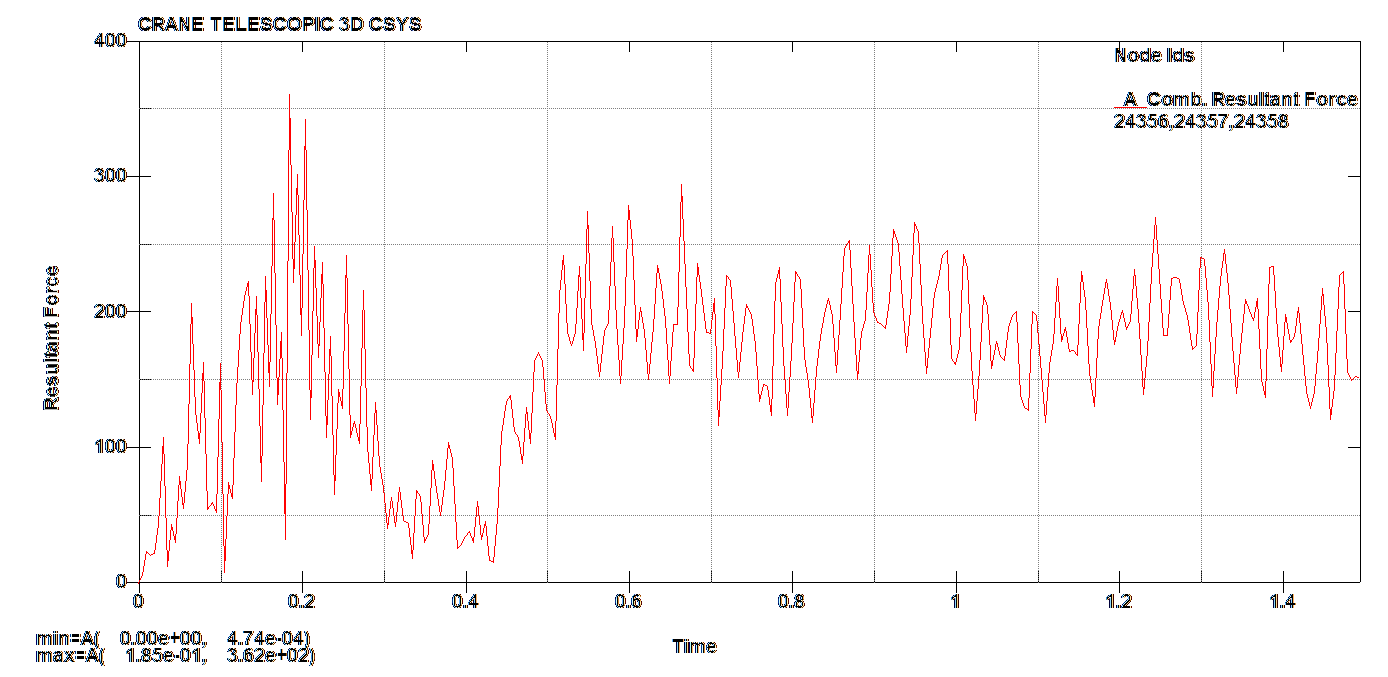 CRANE TELESCOPIC 3D CSYS
Node Ids
A Comb. Resultant Force
24356,24357,24358
400
300
200
100
0
Resultant Force
0 0.2 0.4 0.6 0.8 1 1.2 1.4
Time
min=A( 0.00e+00, 4.74e-04)
max=A( 1.85e-01, 3.62e+02)